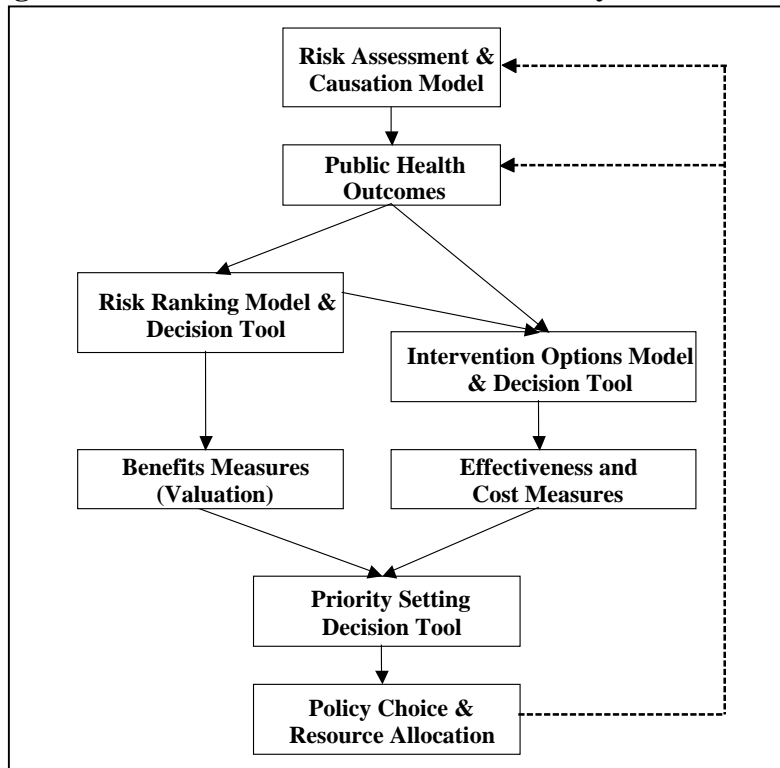 Risk Assessment &
Causation Model
Public Health
Outcomes
Risk Ranking Model &
Decision Tool
Intervention Options Model
& Decision Tool
Benefits Measures
(Valuation)
Effectiveness and
Cost Measures
Priority Setting
Decision Tool
Policy Choice &
Resource Allocation